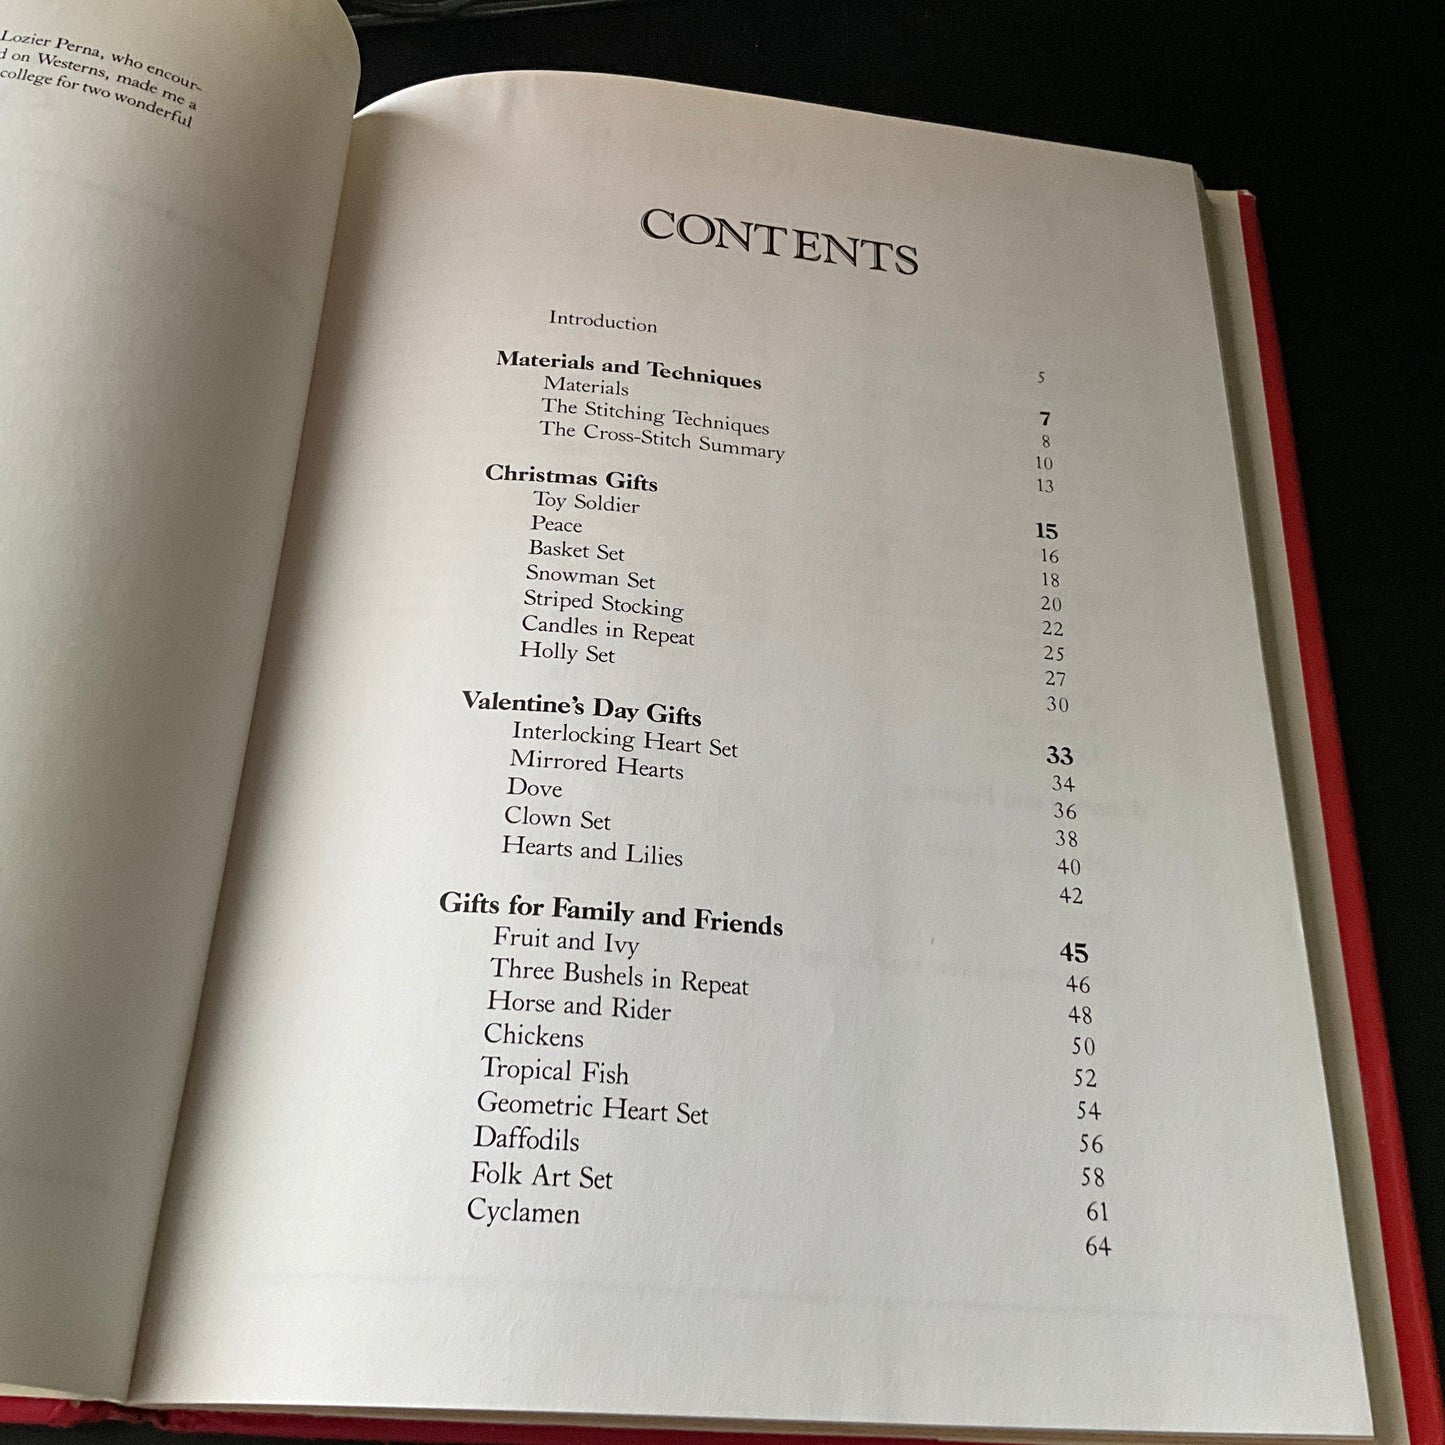 Lozier Perna, who encour-
d on Westerns, made me a
college for two wonderful
CONTENTS
Introduction 5
Materials and Techniques 7
Materials 8
The Stitching Techniques 10
The Cross-Stitch Summary 13
Christmas Gifts 15
Toy Soldier 16
Peace 18
Basket Set 20
Snowman Set 22
Striped Stocking 25
Candles in Repeat 27
Holly Set 30
Valentine's Day Gifts 33
Interlocking Heart Set 34
Mirrored Hearts 36
Dove 38
Clown Set 40
Hearts and Lilies 42
Gifts for Family and Friends 45
Fruit and Ivy 46
Three Bushels in Repeat 48
Horse and Rider 50
Chickens 52
Tropical Fish 54
Geometric Heart Set 56
Daffodils 58
Folk Art Set 61
Cyclamen 64